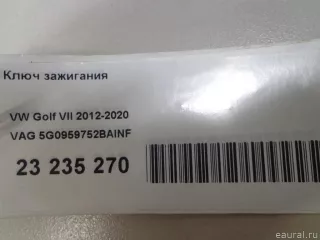 Ключ зажигания
VW Golf VII 2012-2020
VAG 5G0959752BAINF
23 235 270
© eaural.ru